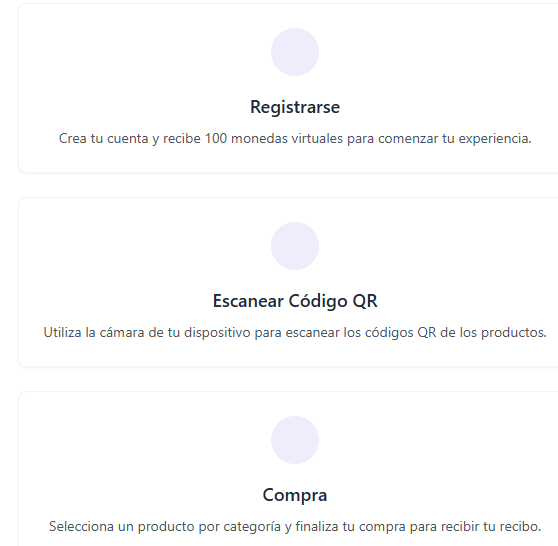 Registrarse
Crea tu cuenta y recibe 100 monedas virtuales para comenzar tu experiencia.
Escanear Código QR
Utiliza la cámara de tu dispositivo para escanear los códigos QR de los productos.
Compra
Selecciona un producto por categoría y finaliza tu compra para recibir tu recibo.